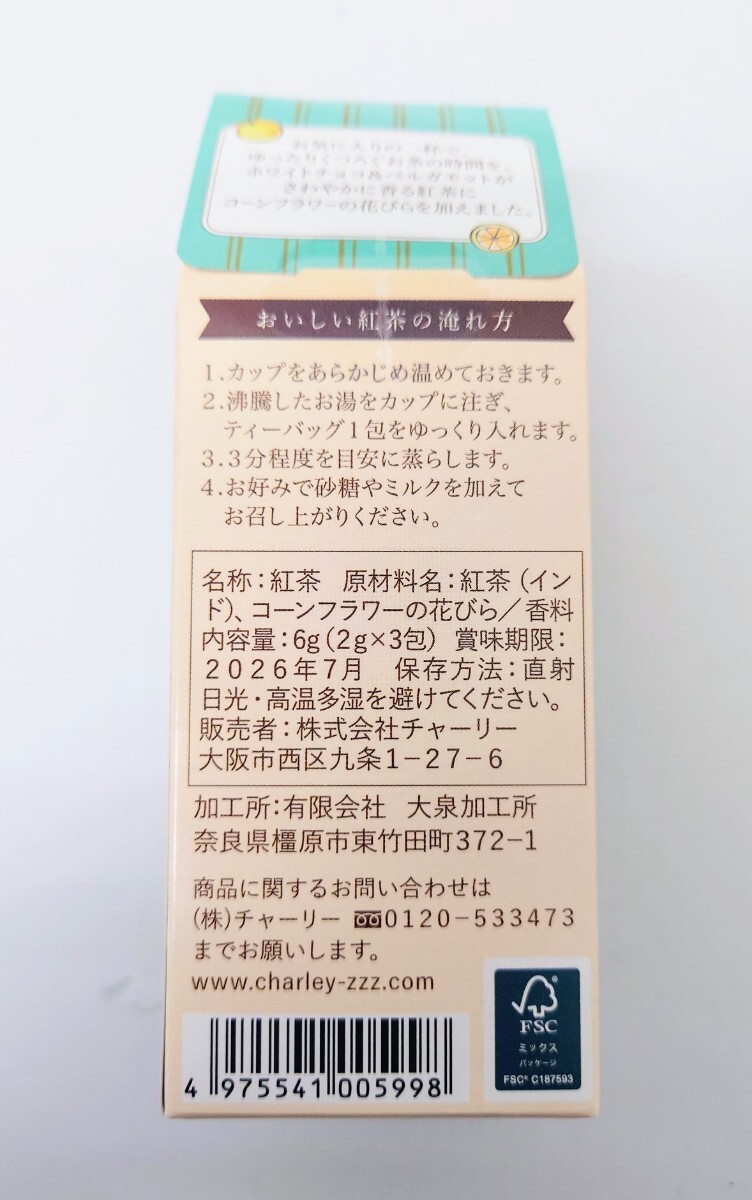 お気に入りの一杯で、
ゆったりくつろぐお茶の時間を。
ホワイトチョコ&ベルガモットが
さわやかに香る紅茶に
コーンフラワーの花びらを加えました。
おいしい紅茶の淹れ方
1.カップをあらかじめ温めておきます。
2.沸騰したお湯をカップに注ぎ、
ティーバッグ1包をゆっくり入れます。
3.3分程度を目安に蒸らします。
4.お好みで砂糖やミルクを加えて
お召し上がりください。
名称：紅茶　原材料名：紅茶（イン
ド）、コーンフラワーの花びら／香料
内容量：6g（2g×3包）　賞味期限：
2026年7月　保存方法：直射
日光・高温多湿を避けてください。
販売者：株式会社チャーリー
大阪市西区九条1-27-6
加工所：有限会社　大泉加工所
奈良県橿原市東竹田町372-1
商品に関するお問い合わせは
(株)チャーリー 0120-533473
までお願いします。
www.charley-zzz.com
4 975541 005998
FSC
ミックス
パッケージ
FSC® C187593